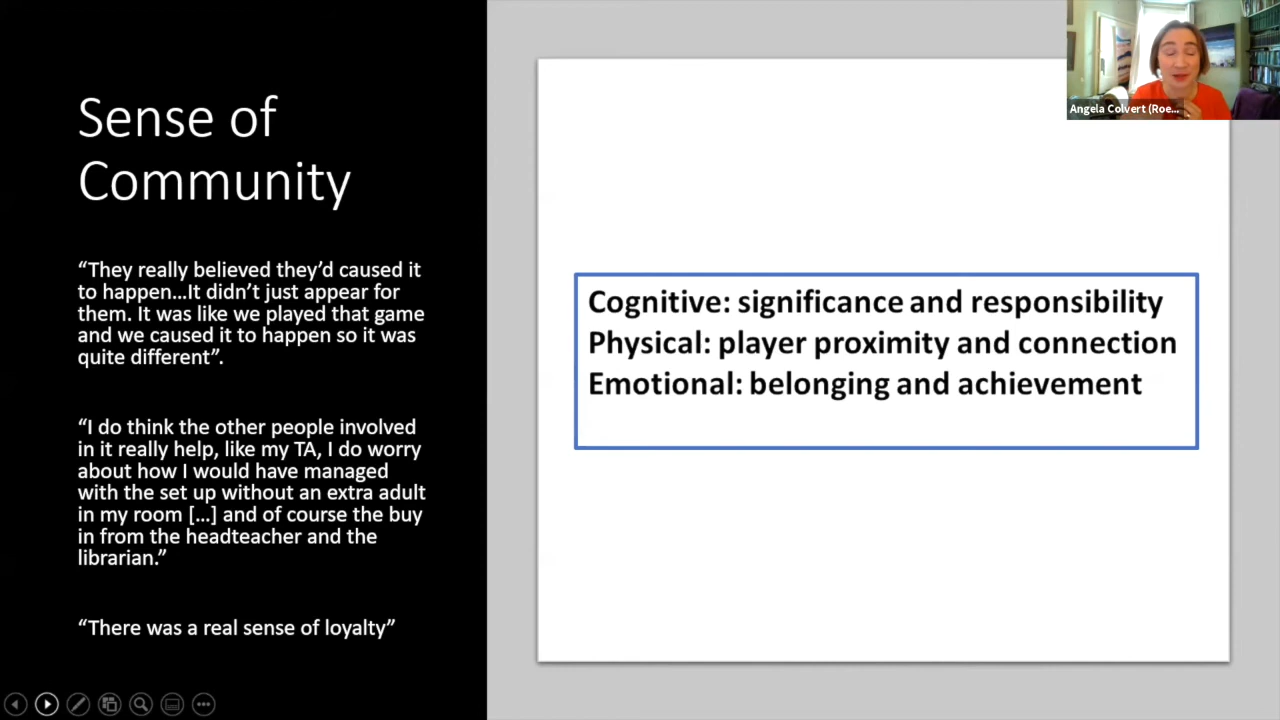 Sense of
Community
“They really believed they’d caused it
to happen…It didn’t just appear for
them. It was like we played that game
and we caused it to happen so it was
quite different”.
“I do think the other people involved
in it really help, like my TA, I do worry
about how I would have managed
with the set up without an extra adult
in my room […] and of course the buy
in from the headteacher and the
librarian.”
“There was a real sense of loyalty”
Cognitive: significance and responsibility
Physical: player proximity and connection
Emotional: belonging and achievement
Angela Colvert (Roe...